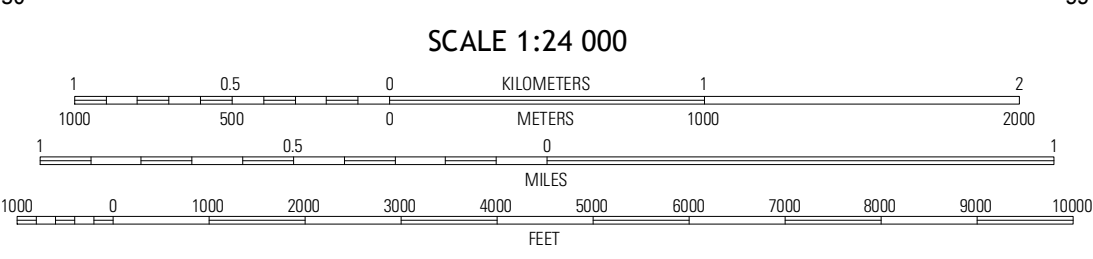 SCALE 1:24 000
1 0.5 0 KILOMETERS 1 2
1000 500 0 METERS 1000 2000
1 0.5 0 1
MILES
1000 0 1000 2000 3000 4000 5000 6000 7000 8000 9000 10000
FEET